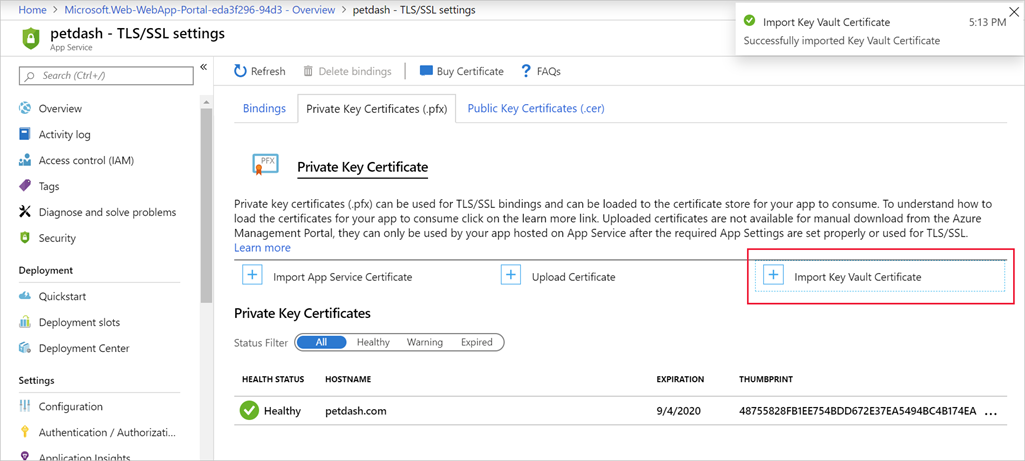 Home > Microsoft.Web-WebApp-Portal-eda3f296-94d3 - Overview > petdash - TLS/SSL settings
petdash - TLS/SSL settings
App Service
Import Key Vault Certificate 5:13 PM
Successfully imported Key Vault Certificate
Search (Ctrl+/)
Overview
Activity log
Access control (IAM)
Tags
Diagnose and solve problems
Security
Deployment
Quickstart
Deployment slots
Deployment Center
Settings
Configuration
Authentication / Authorizati...
Application Insights
Refresh Delete bindings Buy Certificate ? FAQs
Bindings Private Key Certificates (.pfx) Public Key Certificates (.cer)
PFX
Private Key Certificate
Private key certificates (.pfx) can be used for TLS/SSL bindings and can be loaded to the certificate store for your app to consume. To understand how to
load the certificates for your app to consume click on the learn more link. Uploaded certificates are not available for manual download from the Azure
Management Portal, they can only be used by your app hosted on App Service after the required App Settings are set properly or used for TLS/SSL.
Learn more
Import App Service Certificate Upload Certificate Import Key Vault Certificate
Private Key Certificates
Status Filter All Healthy Warning Expired
HEALTH STATUS HOSTNAME EXPIRATION THUMBPRINT
Healthy petdash.com 9/4/2020 48755828FB1EE754BDD672E37EA5494BC4B174EA ...